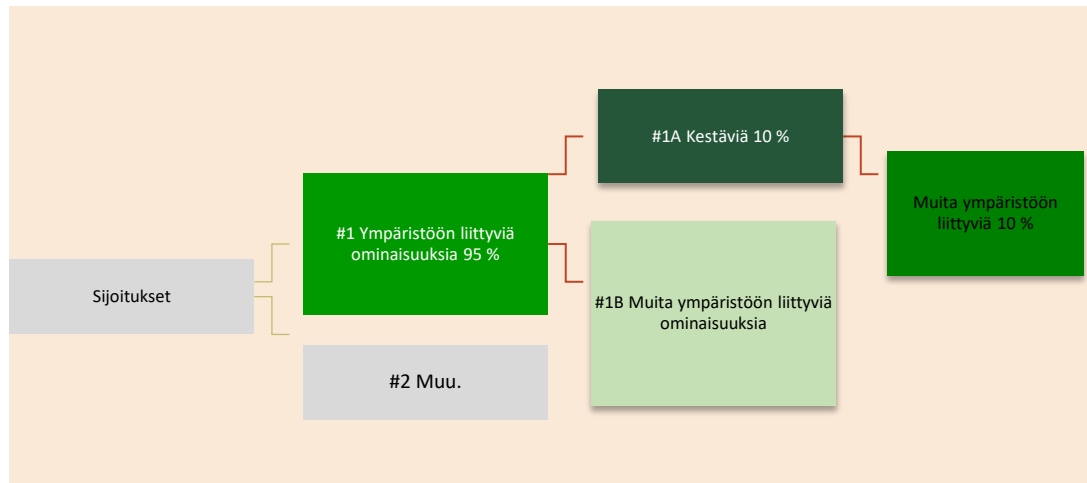 Sijoitukset
#1 Ympäristöön liittyviä
ominaisuuksia 95 %
#2 Muu.
#1A Kestäviä 10 %
#1B Muita ympäristöön liittyviä
ominaisuuksia
Muita ympäristöön
liittyviä 10 %